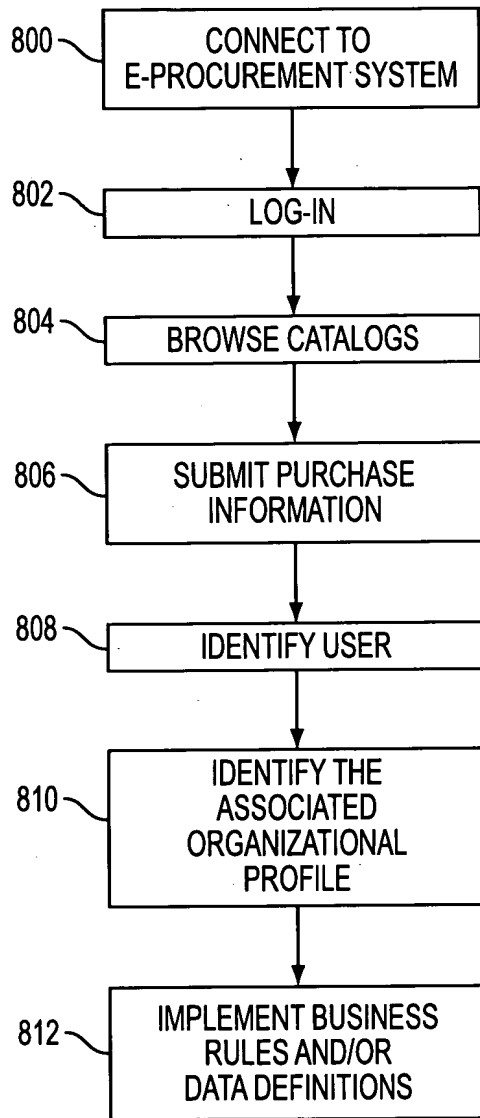 800
CONNECT TO
E-PROCUREMENT SYSTEM
802
LOG-IN
804
BROWSE CATALOGS
806
SUBMIT PURCHASE
INFORMATION
808
IDENTIFY USER
810
IDENTIFY THE
ASSOCIATED
ORGANIZATIONAL
PROFILE
812
IMPLEMENT BUSINESS
RULES AND/OR
DATA DEFINITIONS